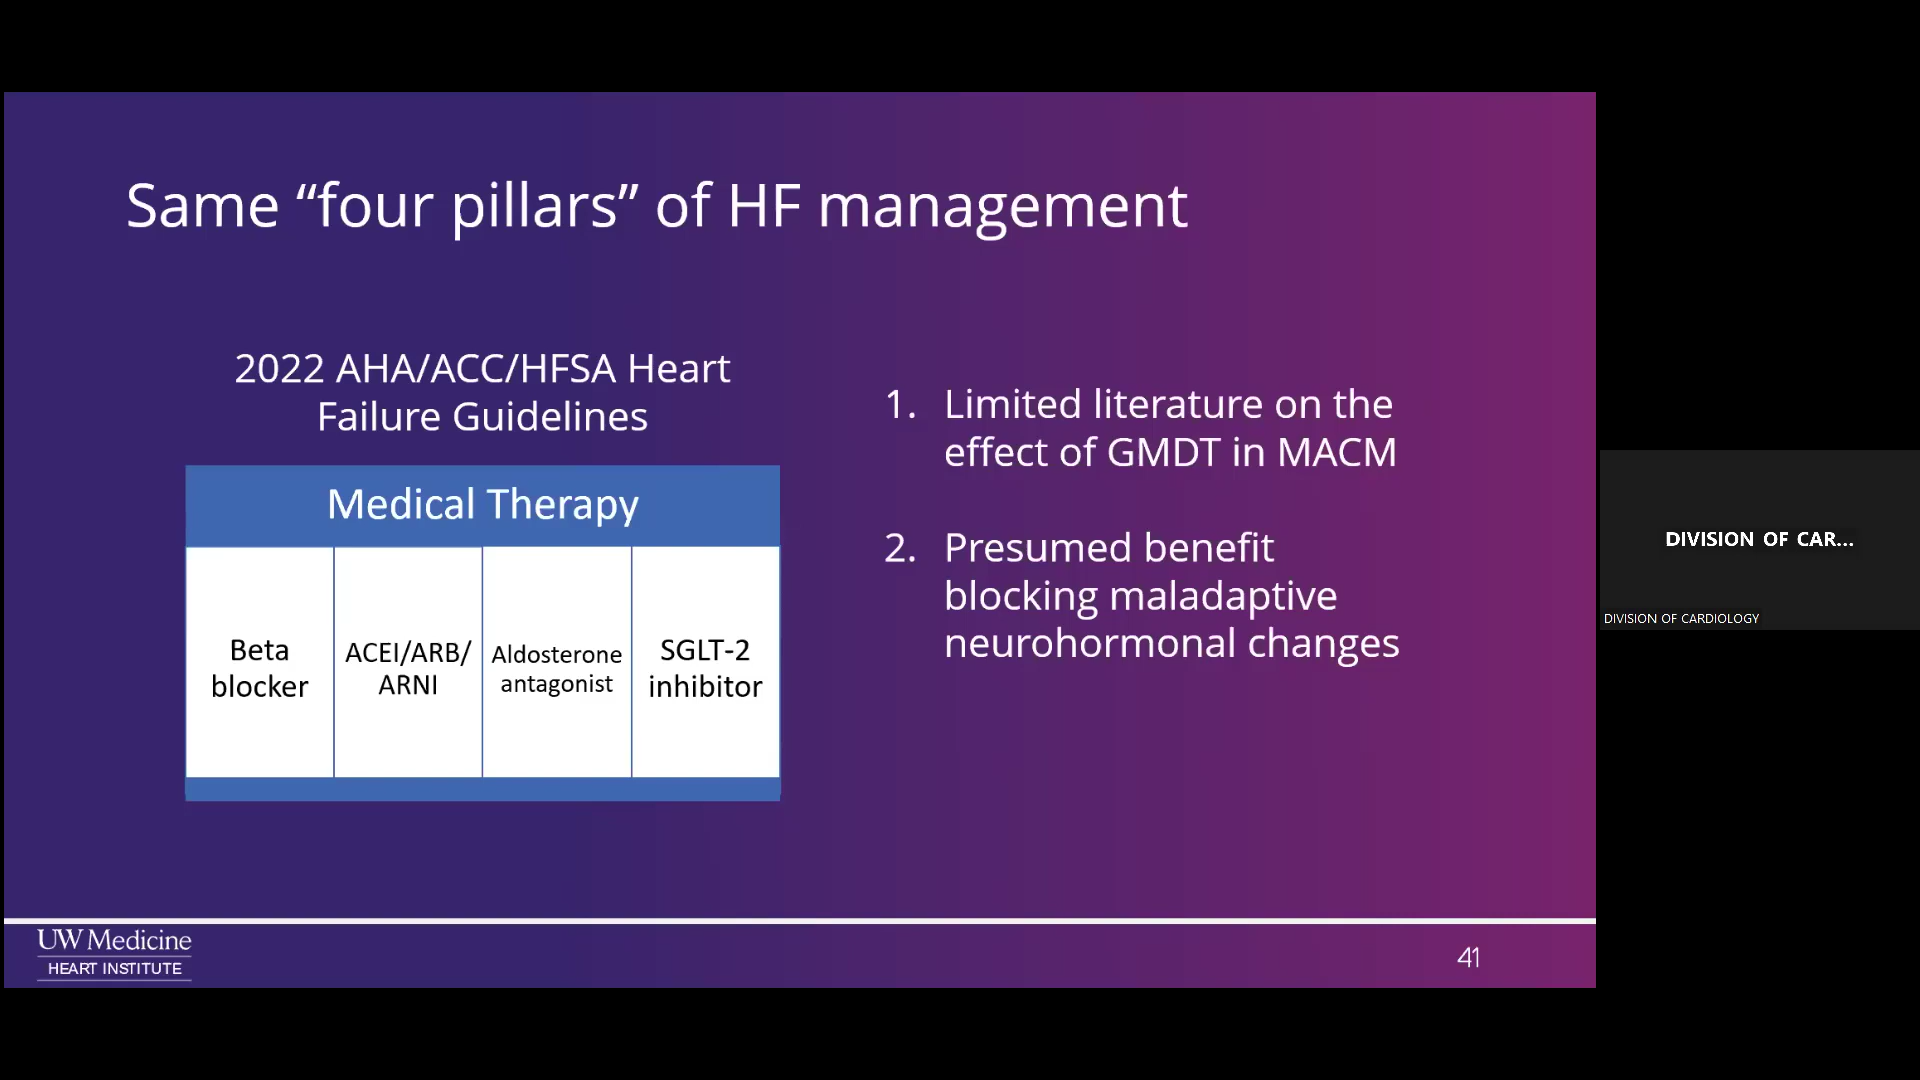 Same “four pillars” of HF management
2022 AHA/ACC/HFSA Heart
Failure Guidelines
Medical Therapy
Beta
blocker
ACEI/ARB/
ARNI
Aldosterone
antagonist
SGLT-2
inhibitor
1. Limited literature on the
effect of GMDT in MACM
2. Presumed benefit
blocking maladaptive
neurohormonal changes
UW Medicine
HEART INSTITUTE
41
DIVISION OF CAR...
DIVISION OF CARDIOLOGY